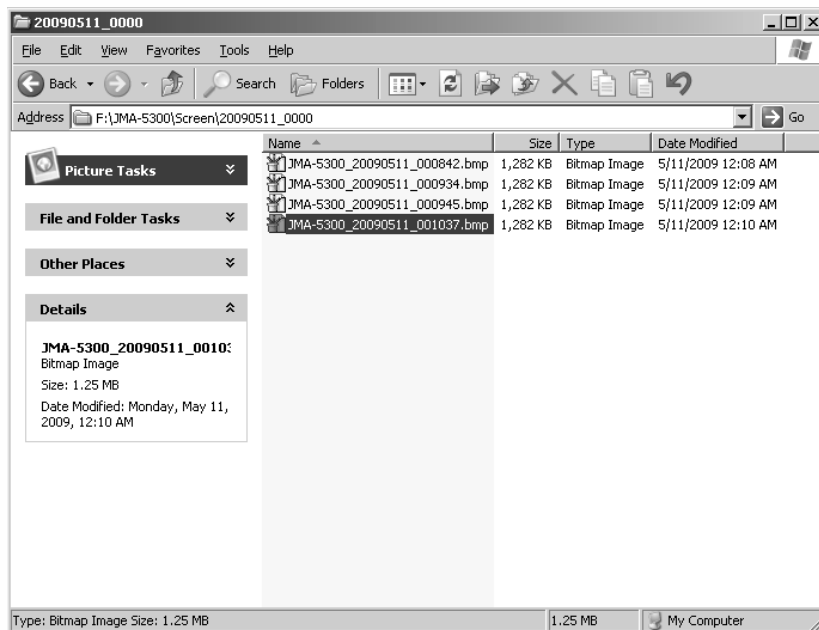 20090511_0000
File Edit View Favorites Tools Help
Back Search Folders
Address F:\JMA-5300\Screen\20090511_0000 Go
Name Size Type Date Modified
JMA-5300_20090511_000842.bmp 1,282 KB Bitmap Image 5/11/2009 12:08 AM
JMA-5300_20090511_000934.bmp 1,282 KB Bitmap Image 5/11/2009 12:09 AM
JMA-5300_20090511_000945.bmp 1,282 KB Bitmap Image 5/11/2009 12:09 AM
JMA-5300_20090511_001037.bmp 1,282 KB Bitmap Image 5/11/2009 12:10 AM
Picture Tasks
File and Folder Tasks
Other Places
Details
JMA-5300_20090511_00103
Bitmap Image
Size: 1.25 MB
Date Modified: Monday, May 11,
2009, 12:10 AM
Type: Bitmap Image Size: 1.25 MB 1.25 MB My Computer